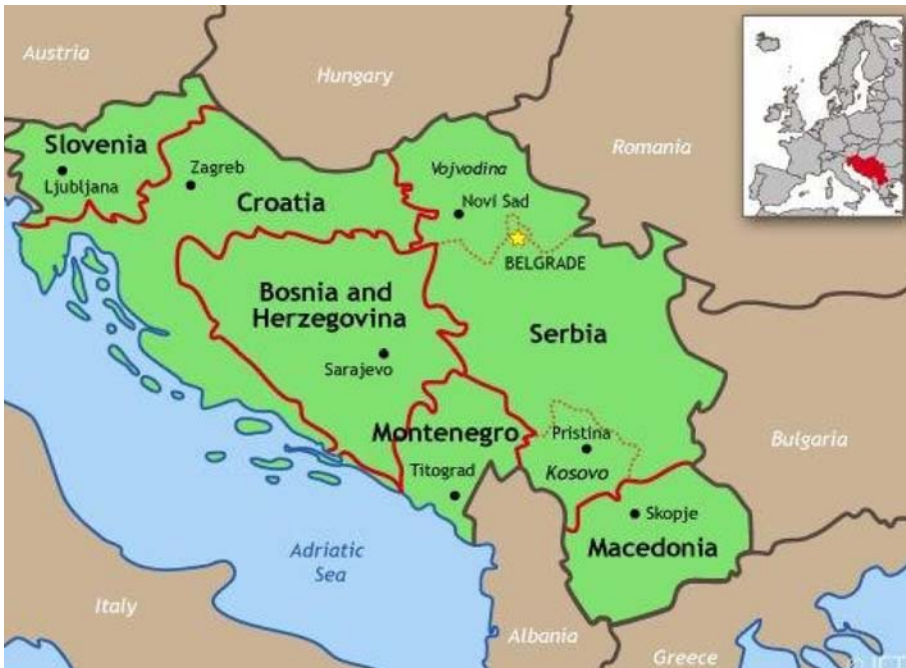 Austria
Hungary
Slovenia
Ljubljana
Zagreb
Croatia
Vojvodina
Novi Sad
BELGRADE
Romania
Bosnia and
Herzegovina
Sarajevo
Serbia
Montenegro
Titograd
Pristina
Kosovo
Bulgaria
Skopje
Macedonia
Adriatic
Sea
Italy
Albania
Greece